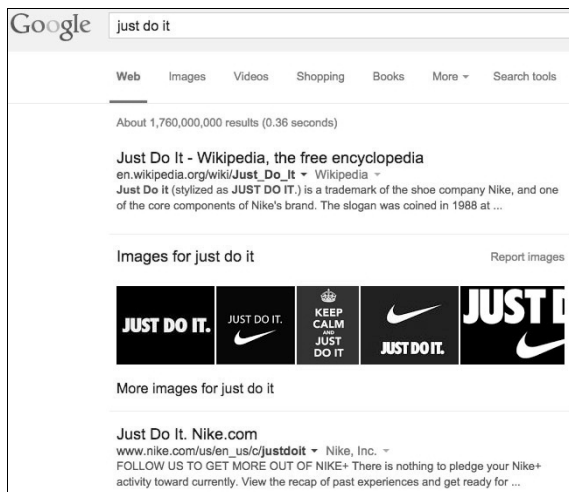 Google just do it
Web Images Videos Shopping Books More Search tools
About 1,760,000,000 results (0.36 seconds)
Just Do It - Wikipedia, the free encyclopedia
en.wikipedia.org/wiki/Just_Do_It Wikipedia
Just Do it (stylized as JUST DO IT.) is a trademark of the shoe company Nike, and one
of the core components of Nike's brand. The slogan was coined in 1988 at ...
Images for just do it Report images
JUST DO IT.
JUST DO IT.
KEEP
CALM
AND
JUST
DO IT
JUST DO IT.
JUST D
More images for just do it
Just Do It. Nike.com
www.nike.com/us/en_us/c/justdoit Nike, Inc.
FOLLOW US TO GET MORE OUT OF NIKE+ There is nothing to pledge your Nike+
activity toward currently. View the recap of past experiences and get ready for ...